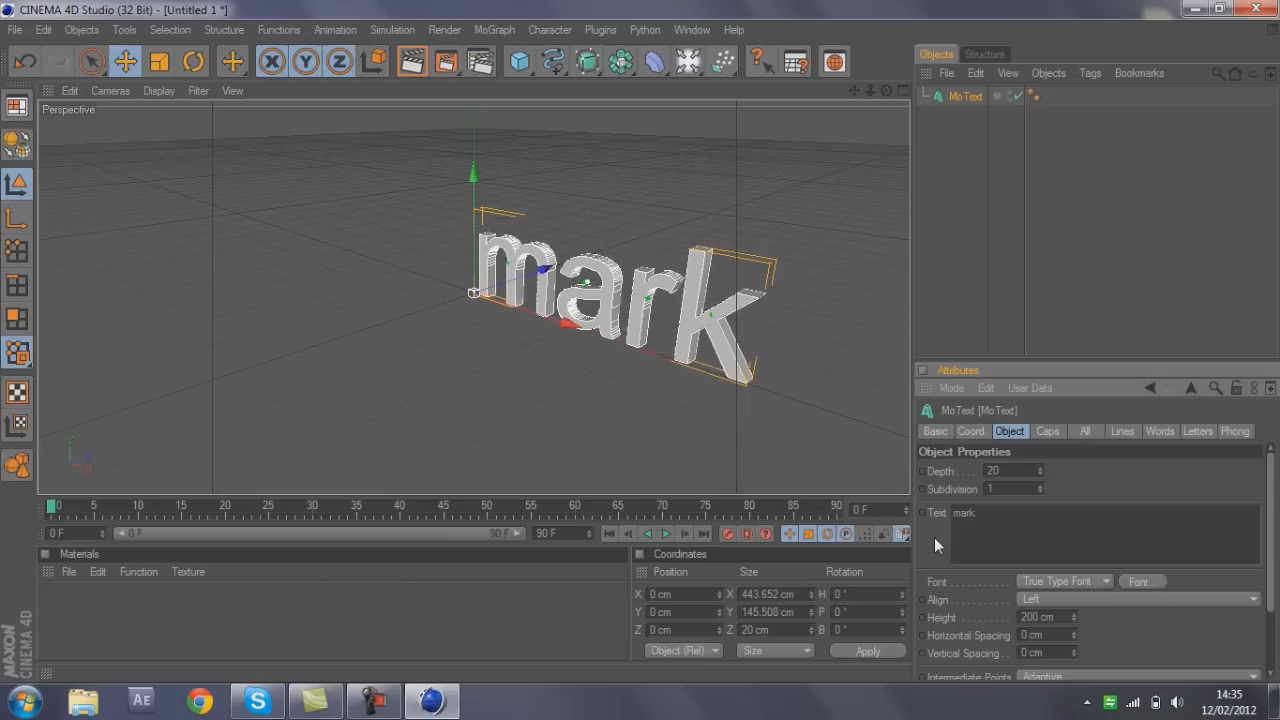 CINEMA 4D Studio (32 Bit) - [Untitled 1 *]
File Edit Objects Tools Selection Structure Functions Animation Simulation Render MoGraph Character Plugins Python Window Help
X Y Z
Objects Structure
File Edit View Objects Tags Bookmarks
MoText
Edit Cameras Display Filter View
Perspective
mark
Y
Attributes
Mode Edit User Data
MoText [MoText]
Basic Coord. Object Caps All Lines Words Letters Phong
Object Properties
Depth . . . . 20
Subdivision 1
Text mark
Font . . . . . . . True Type Font Font...
Align. . . . . . . . . . Left
Height . . . . . . . . 200 cm
Horizontal Spacing 0 cm
Vertical Spacing . . 0 cm
Intermediate Points Adaptive
0 5 10 15 20 25 30 35 40 45 50 55 60 65 70 75 80 85 90 0 F
0 F 0 F 90 F 90 F
Materials
File Edit Function Texture
Coordinates
Position Size Rotation
X 0 cm X 443.652 cm H 0 °
Y 0 cm Y 145.508 cm P 0 °
Z 0 cm Z 20 cm B 0 °
Object (Rel) Size Apply
MAXON
CINEMA 4D
Ae
S
14:35
12/02/2012